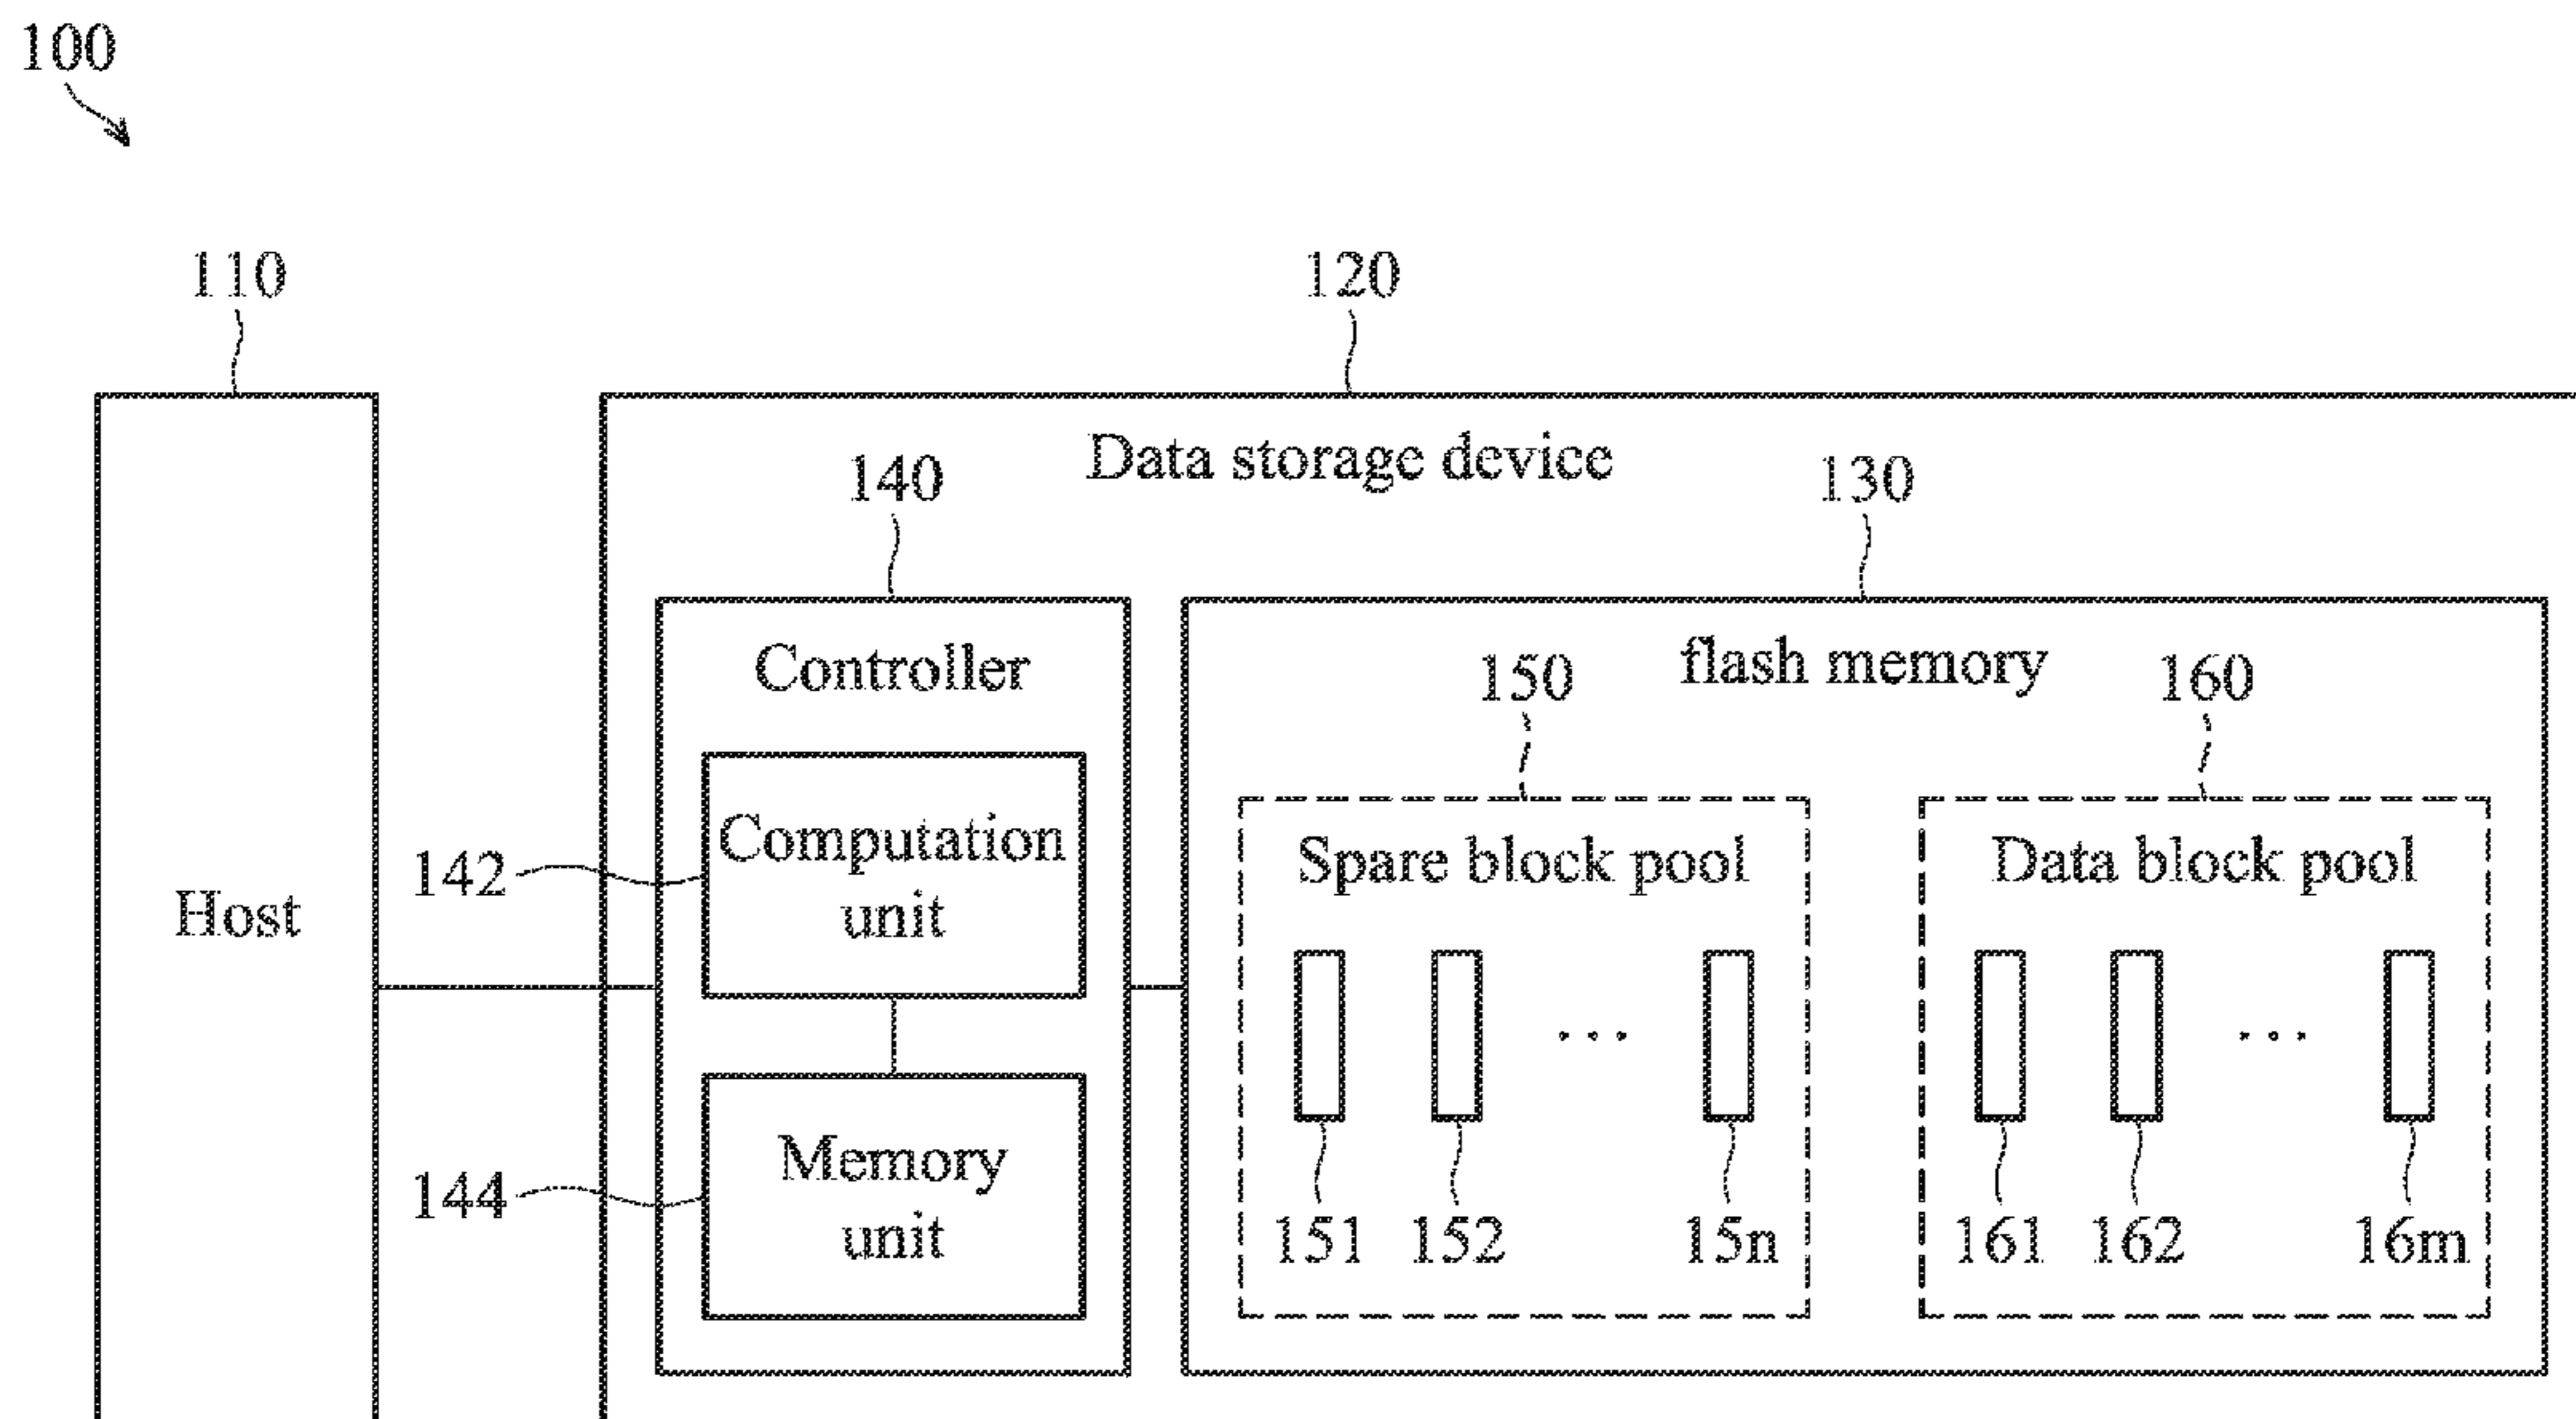 100
110
120
Data storage device
140
130
Controller
flash memory
150
160
Computation
unit
142
Spare block pool
Data block pool
Host
Memory
unit
144
151
152
15n
161
162
16m